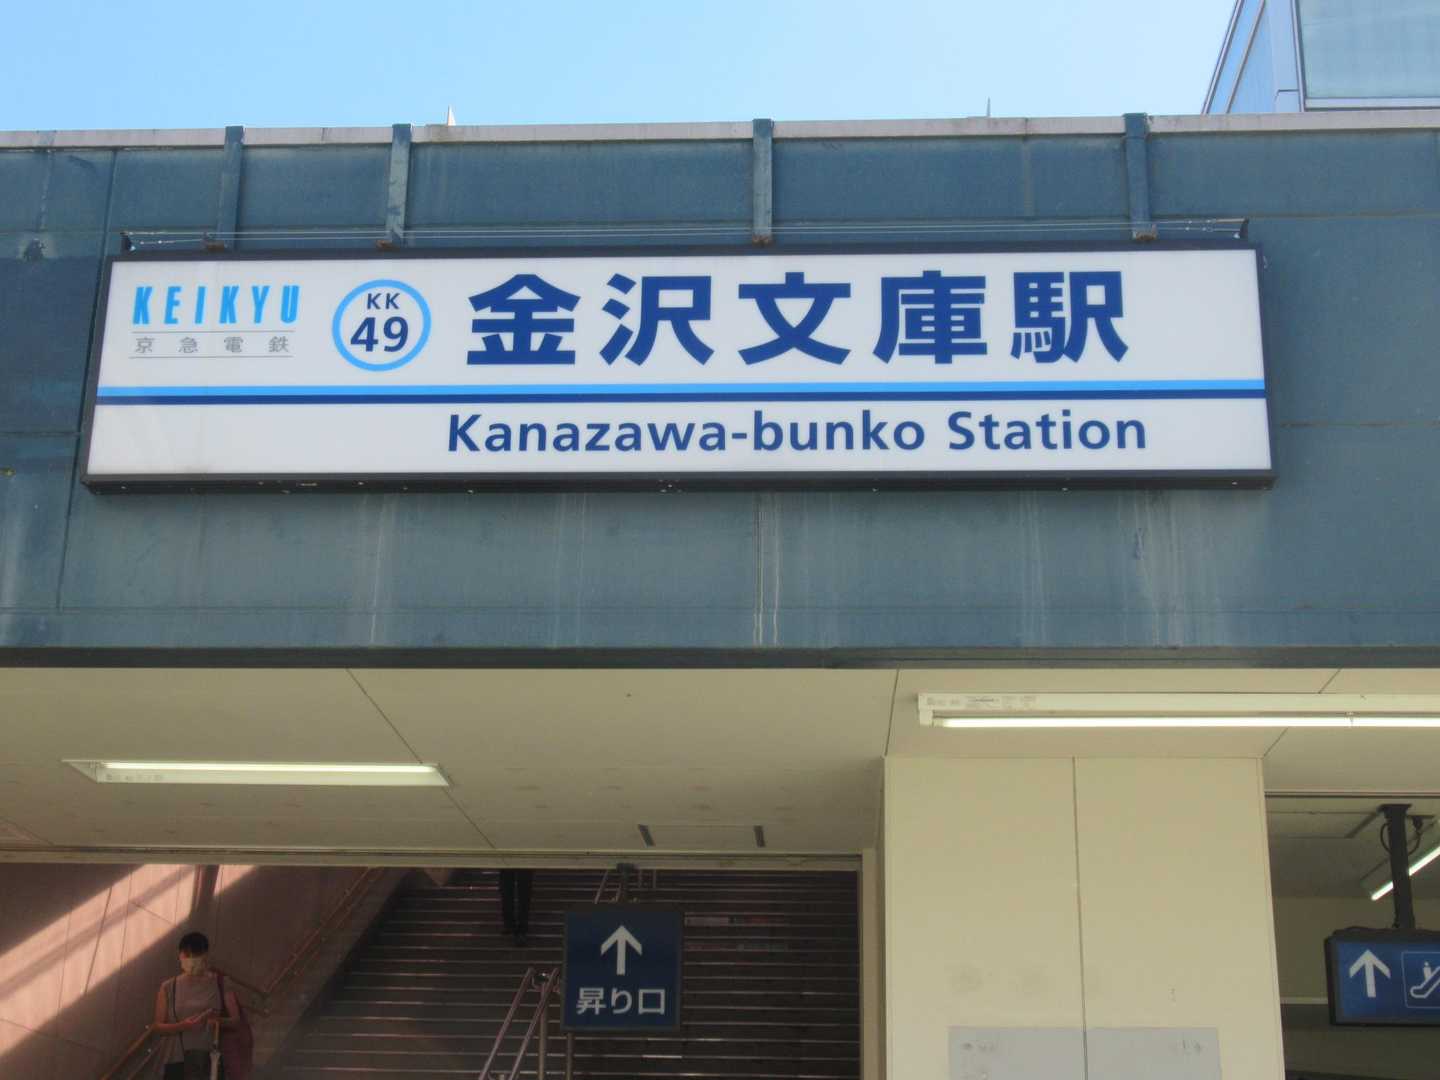 KEIKYU
京急電鉄
KK
49
金沢文庫駅
Kanazawa-bunko Station
昇り口